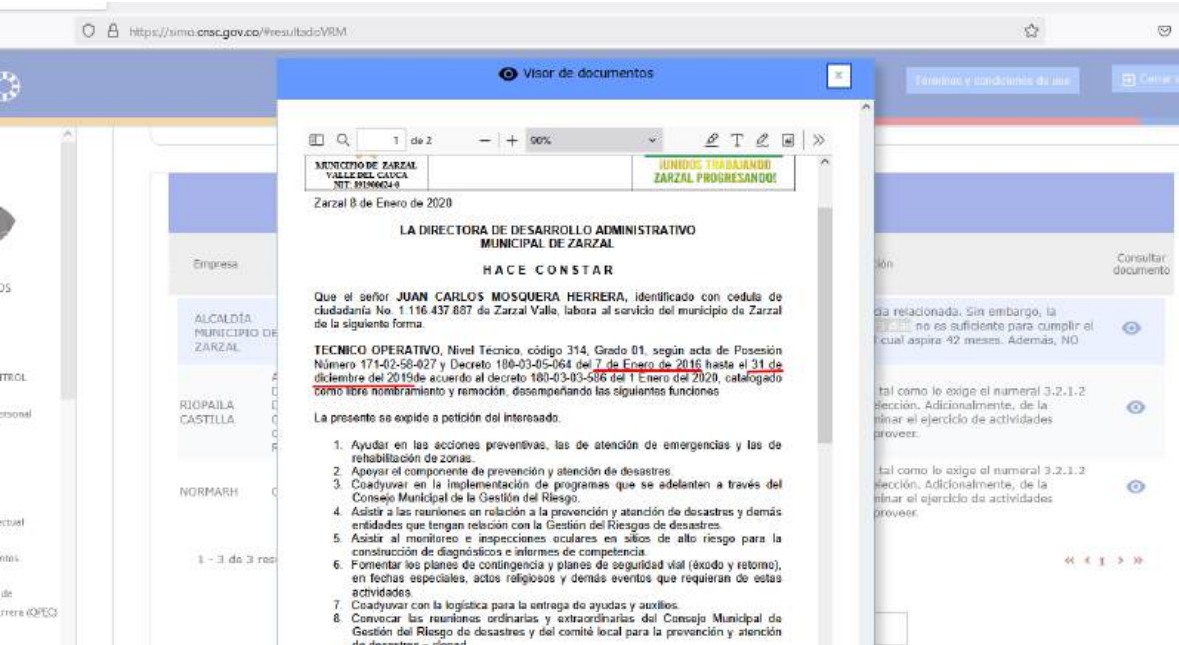 https://simo.cnsc.gov.co/#resultadoVRM
Visor de documentos
x
Términos y condiciones de uso
Cerrar
1 de 2
90%
MUNICIPIO DE ZARZAL
VALLE DEL CAUCA
NIT: 891900624-0
¡UNIDOS TRABAJANDO
ZARZAL PROGRESANDO!
Zarzal 8 de Enero de 2020
LA DIRECTORA DE DESARROLLO ADMINISTRATIVO
MUNICIPAL DE ZARZAL
HACE CONSTAR
Que el señor JUAN CARLOS MOSQUERA HERRERA, identificado con cedula de
ciudadanía No. 1.116.437.887 de Zarzal Valle, labora al servicio del municipio de Zarzal
de la siguiente forma.
TECNICO OPERATIVO, Nivel Técnico, código 314, Grado 01, según acta de Posesión
Número 171-02-58-027 y Decreto 180-03-05-064 del 7 de Enero de 2016 hasta el 31 de
diciembre del 2019de acuerdo al decreto 180-03-03-586 del 1 Enero del 2020, catalogado
como libre nombramiento y remoción, desempeñando las siguientes funciones
La presente se expide a petición del interesado.
1. Ayudar en las acciones preventivas, las de atención de emergencias y las de
rehabilitación de zonas.
2. Apoyar el componente de prevención y atención de desastres.
3. Coadyuvar en la implementación de programas que se adelanten a través del
Consejo Municipal de la Gestión del Riesgo.
4. Asistir a las reuniones en relación a la prevención y atención de desastres y demás
entidades que tengan relación con la Gestión del Riesgos de desastres.
5. Asistir al monitoreo e inspecciones oculares en sitios de alto riesgo para la
construcción de diagnósticos e informes de competencia.
6. Fomentar los planes de contingencia y planes de seguridad vial (éxodo y retorno),
en fechas especiales, actos religiosos y demás eventos que requieran de estas
actividades.
7. Coadyuvar con la logística para la entrega de ayudas y auxilios.
8. Convocar las reuniones ordinarias y extraordinarias del Consejo Municipal de
Gestión del Riesgo de desastres y del comité local para la prevención y atención
de desastres – clopad
Empresa
ALCALDÍA
MUNICIPIO DE
ZARZAL
RIOPAILA
CASTILLA
NORMARH
1 - 3 de 3
Consultar
documento
relacionada. Sin embargo, la
no es suficiente para cumplir el
cual aspira 42 meses. Además, NO
tal como lo exige el numeral 3.2.1.2
Adicionalmente, de la
el ejercicio de actividades
proveer.
tal como lo exige el numeral 3.2.1.2
Adicionalmente, de la
el ejercicio de actividades
proveer.
« < 1 > »